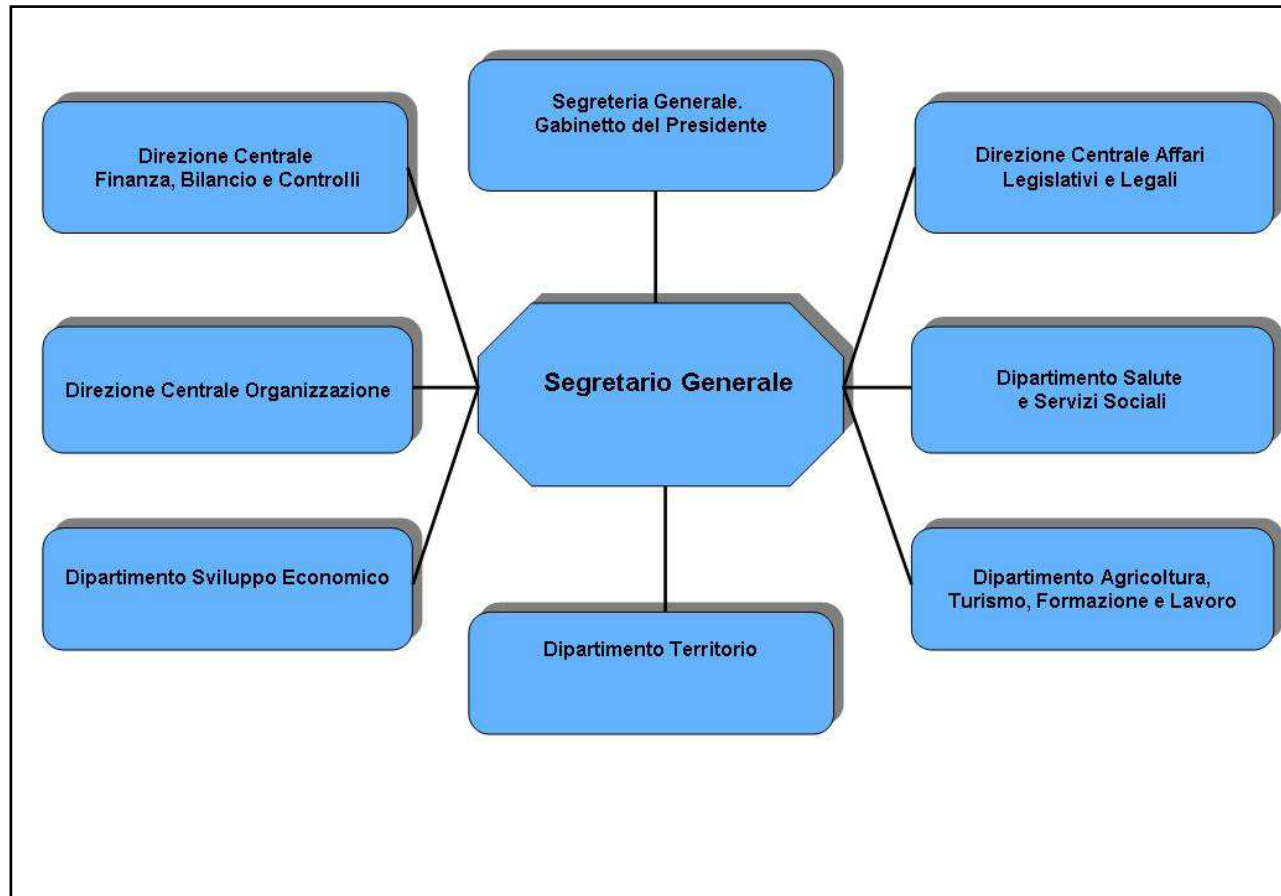 Segreteria Generale.
Gabinetto del Presidente
Direzione Centrale
Finanza, Bilancio e Controlli
Direzione Centrale Affari
Legislativi e Legali
Segretario Generale
Direzione Centrale Organizzazione
Dipartimento Salute
e Servizi Sociali
Dipartimento Sviluppo Economico
Dipartimento Agricoltura,
Turismo, Formazione e Lavoro
Dipartimento Territorio